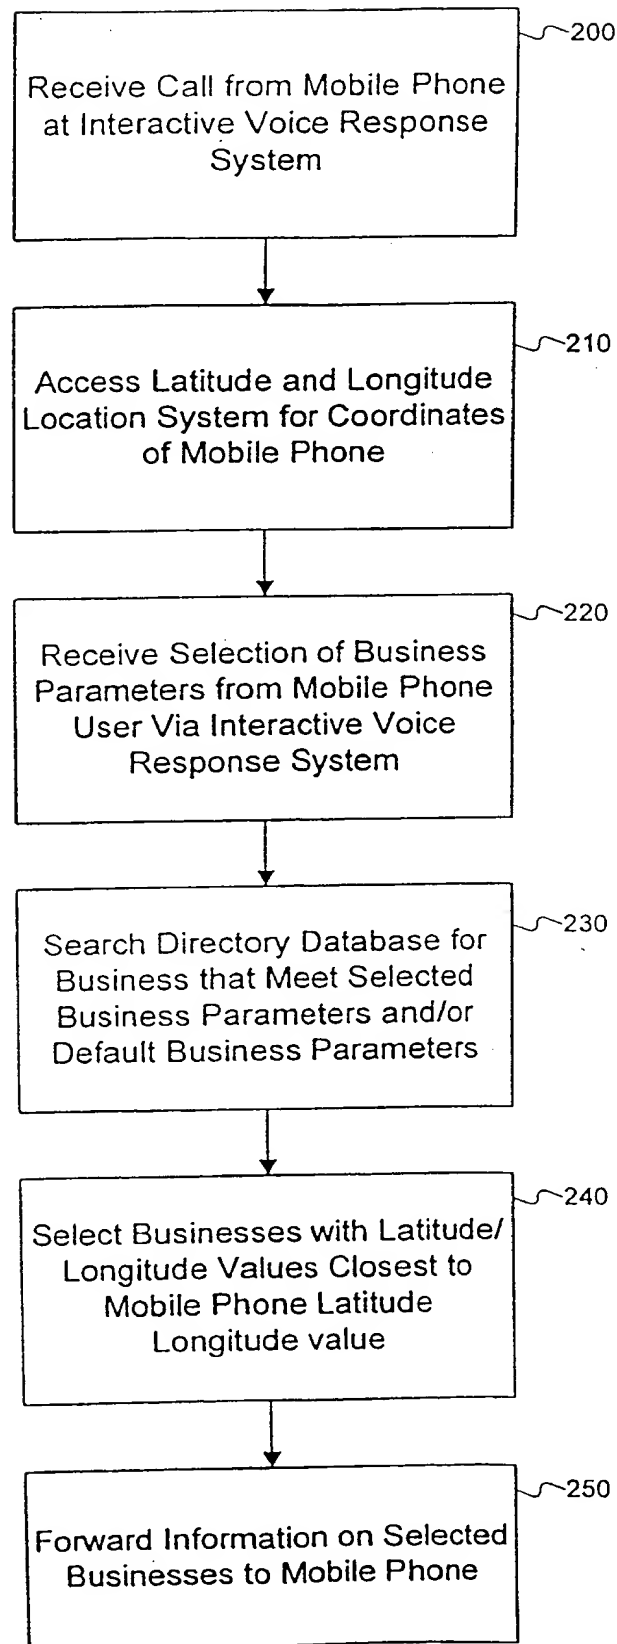 200
Receive Call from Mobile Phone
at Interactive Voice Response
System
210
Access Latitude and Longitude
Location System for Coordinates
of Mobile Phone
220
Receive Selection of Business
Parameters from Mobile Phone
User Via Interactive Voice
Response System
230
Search Directory Database for
Business that Meet Selected
Business Parameters and/or
Default Business Parameters
240
Select Businesses with Latitude/
Longitude Values Closest to
Mobile Phone Latitude
Longitude value
250
Forward Information on Selected
Businesses to Mobile Phone